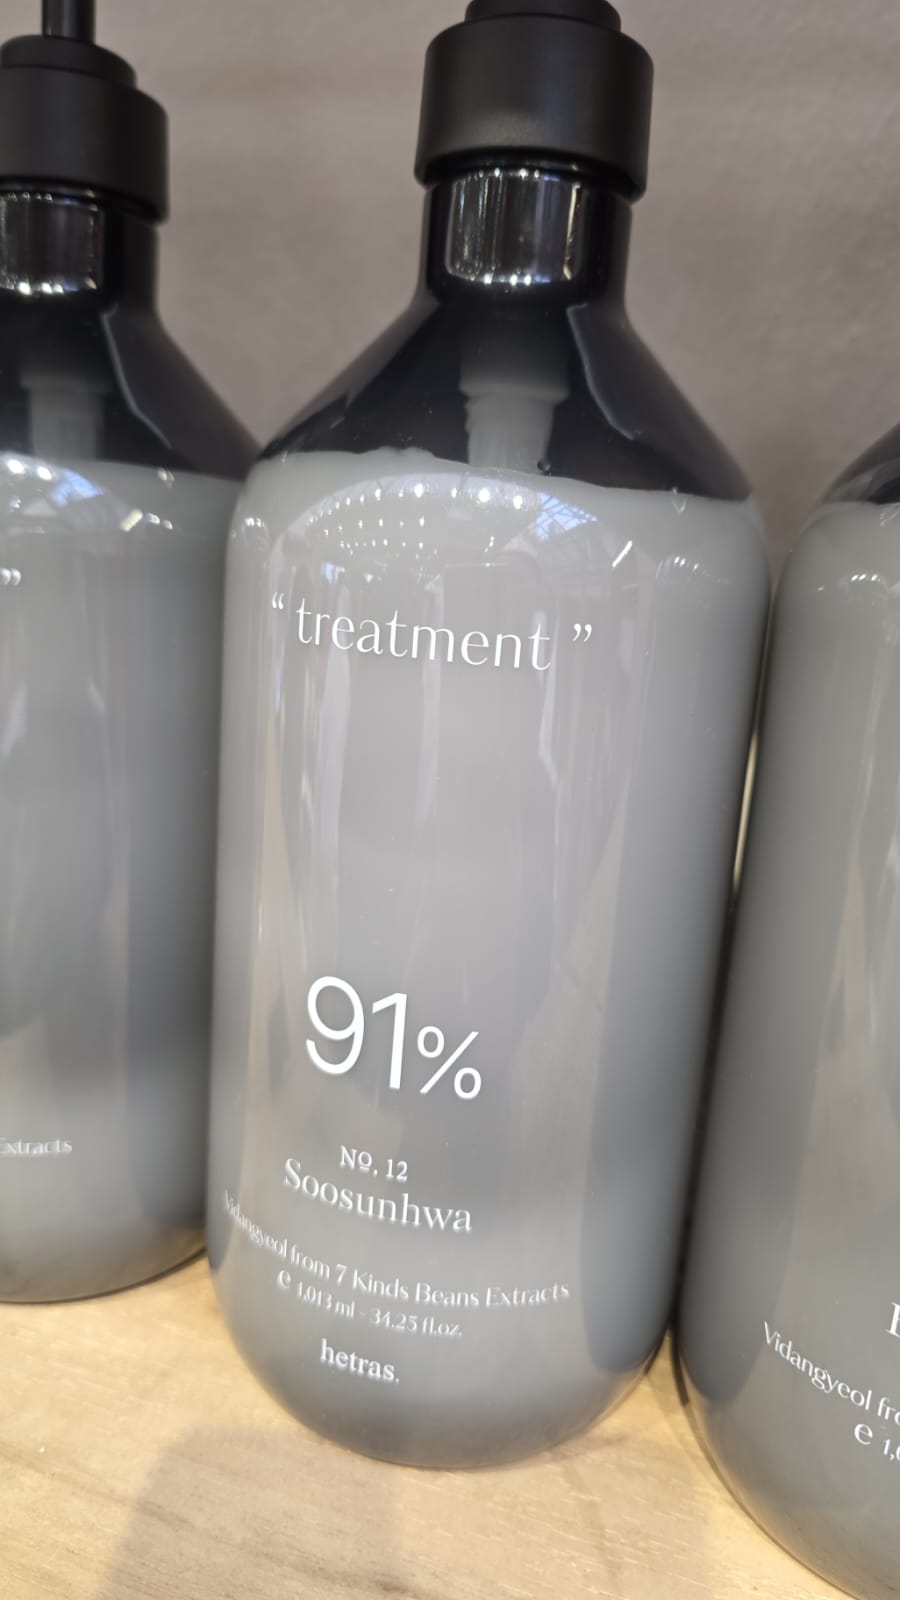 ”
Extracts
“ treatment ”
91%
Nº. 12
Soosunhwa
Vidangyeol from 7 Kinds Beans Extracts
e 1,013 ml - 34.25 fl.oz.
hetras.
Vidangyeol
e